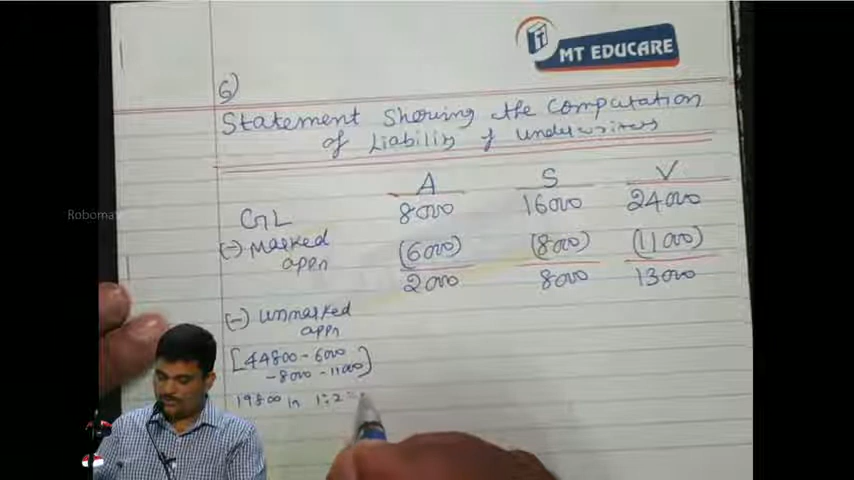 MT EDUCARE
6)
Statement Showing the Computation
of Liability of underwriters
A S V
GL 8000 16000 24000
(-) Marked (6000) (8000) (11000)
appn 2000 8000 13000
(-) unmarked
appn
[44800 - 6000
- 8000 - 11000]
19800 in 1:2